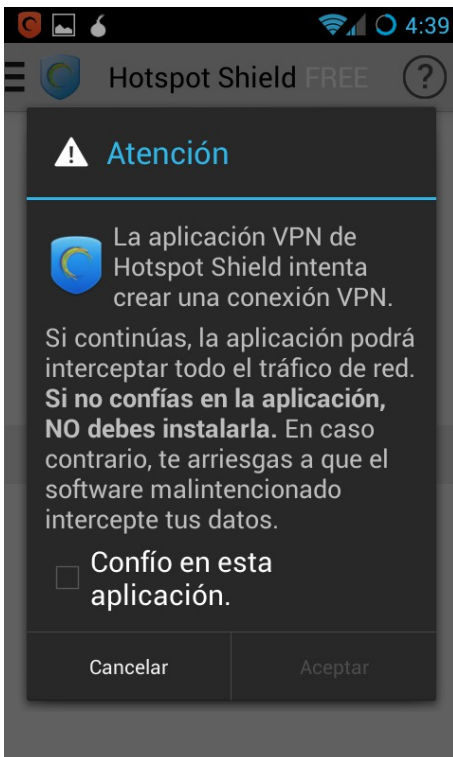 4:39
Hotspot Shield FREE
?
Atención
La aplicación VPN de
Hotspot Shield intenta
crear una conexión VPN.
Si continúas, la aplicación podrá
interceptar todo el tráfico de red.
Si no confías en la aplicación,
NO debes instalarla. En caso
contrario, te arriesgas a que el
software malintencionado
intercepte tus datos.
Confío en esta
aplicación.
Cancelar
Aceptar